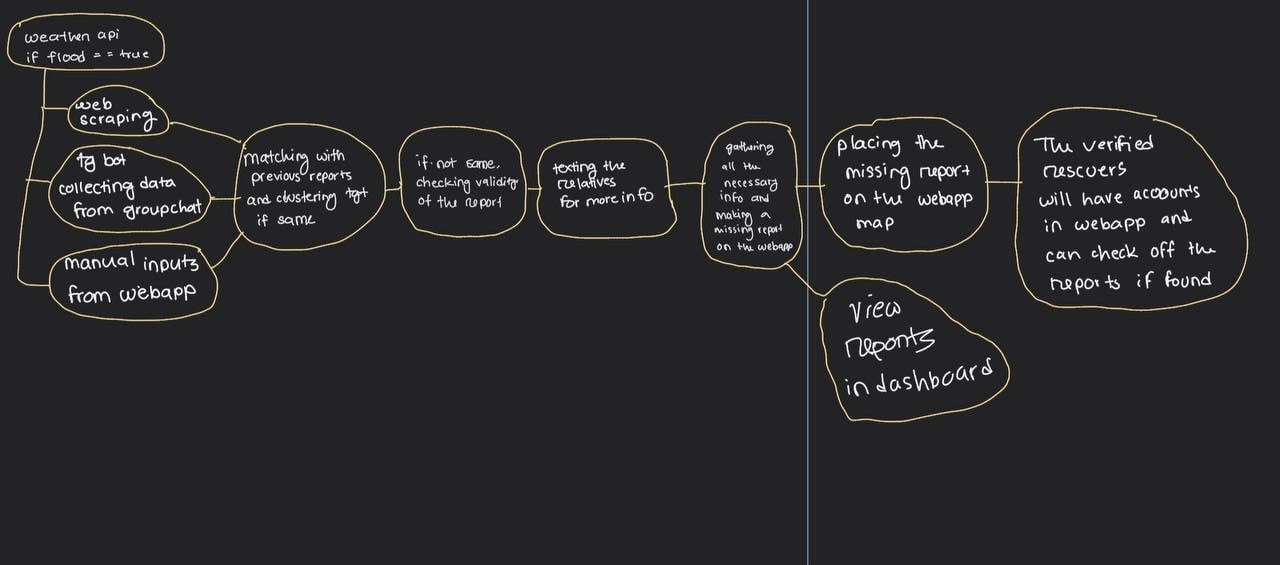 weather api
if flood == true
web
scraping
tg bot
collecting data
from groupchat
manual inputs
from webapp
matching with
previous reports
and clustering tgt
if same
if not same,
checking validity
of the report
texting the
relatives
for more info
gathering
all the
necessary
info and
making a
missing report
on the webapp
placing the
missing report
on the webapp
map
view
reports
in dashboard
The verified
rescuers
will have accounts
in webapp and
can check off the
reports if found